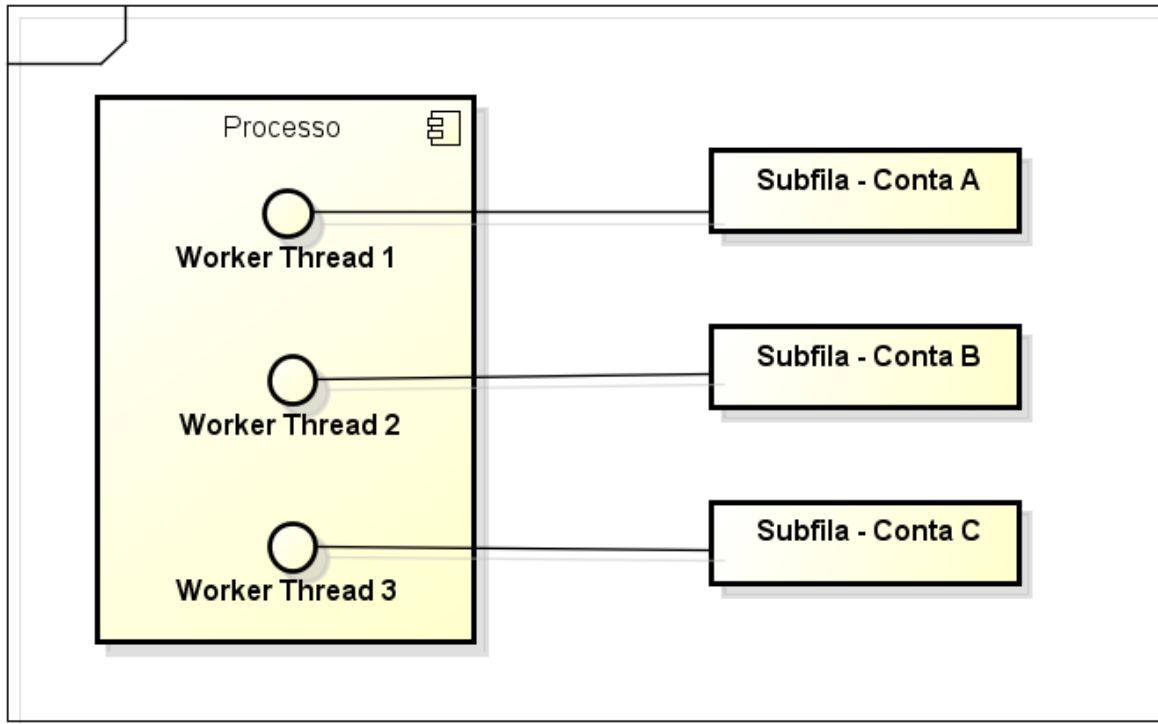 Processo
Worker Thread 1
Subfila - Conta A
Worker Thread 2
Subfila - Conta B
Worker Thread 3
Subfila - Conta C